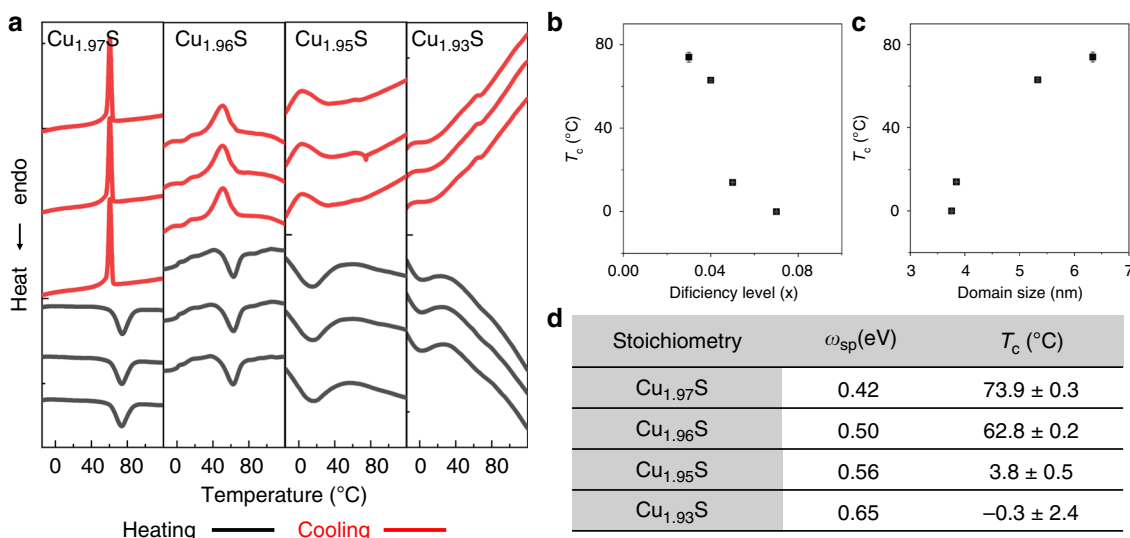 a
Cu1.97S
Cu1.96S
Cu1.95S
Cu1.93S
Heat ← endo
0 40 80 0 40 80 0 40 80 0 40 80
Temperature (°C)
Heating Cooling
b
80
40
0
Tc (°C)
0.00 0.04 0.08
Dificiency level (x)
c
80
40
0
Tc (°C)
3 4 5 6 7
Domain size (nm)
d
Stoichiometry ωsp(eV) Tc (°C)
Cu1.97S 0.42 73.9 ± 0.3
Cu1.96S 0.50 62.8 ± 0.2
Cu1.95S 0.56 3.8 ± 0.5
Cu1.93S 0.65 –0.3 ± 2.4